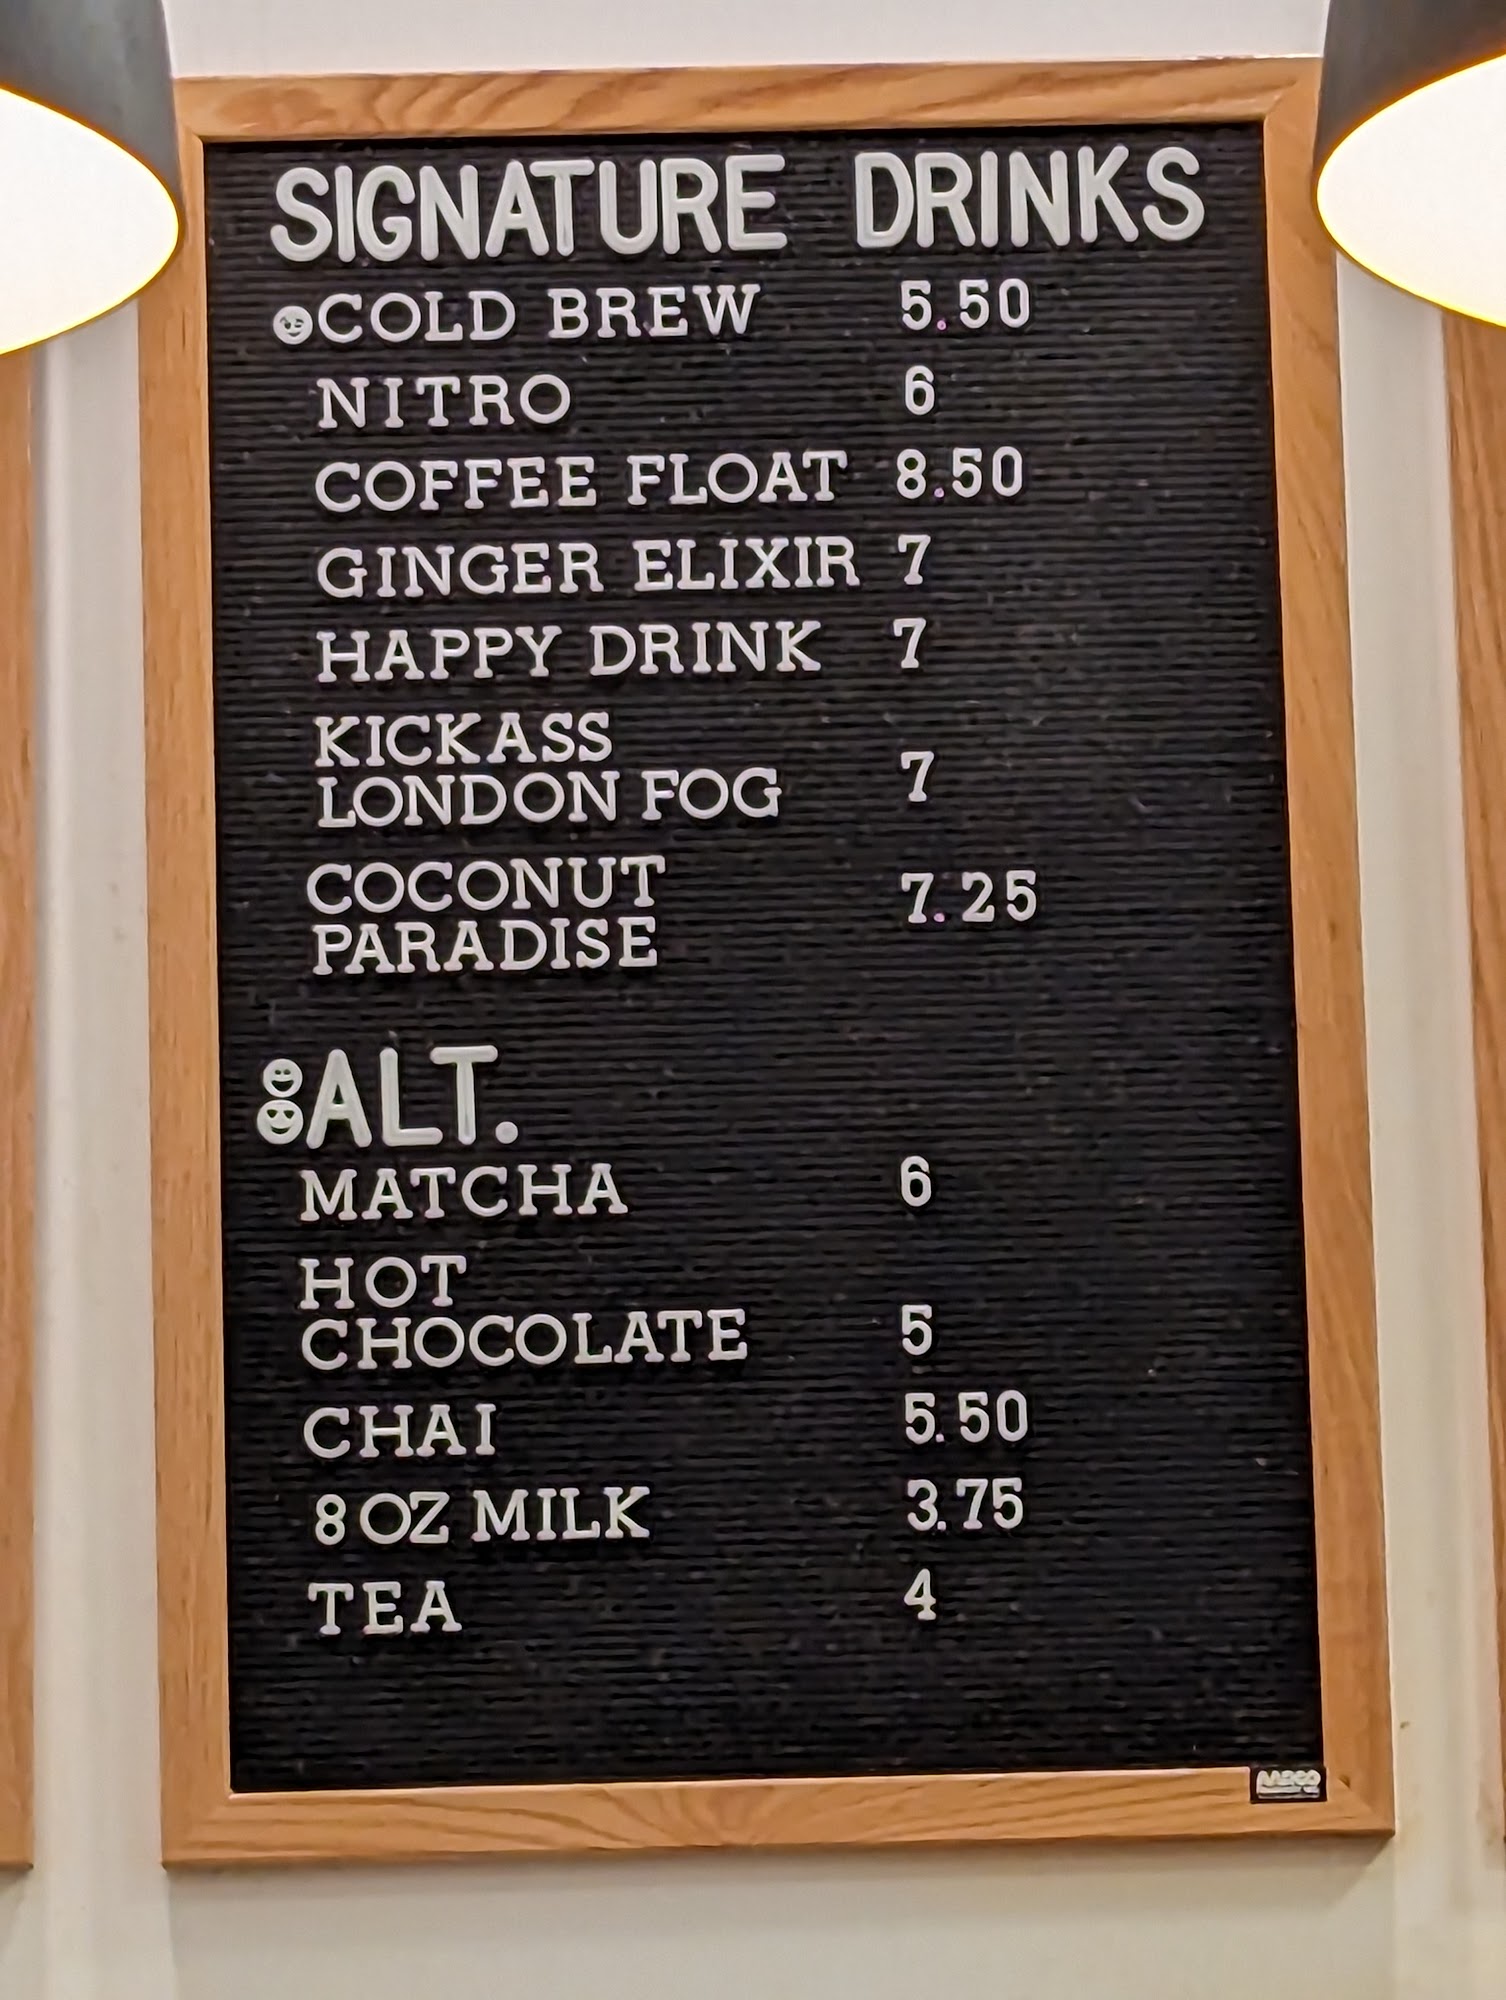 SIGNATURE DRINKS
COLD BREW 5.50
NITRO 6
COFFEE FLOAT 8.50
GINGER ELIXIR 7
HAPPY DRINK 7
KICKASS
LONDON FOG 7
COCONUT
PARADISE 7.25
ALT.
MATCHA 6
HOT
CHOCOLATE 5
CHAI 5.50
8 OZ MILK 3.75
TEA 4